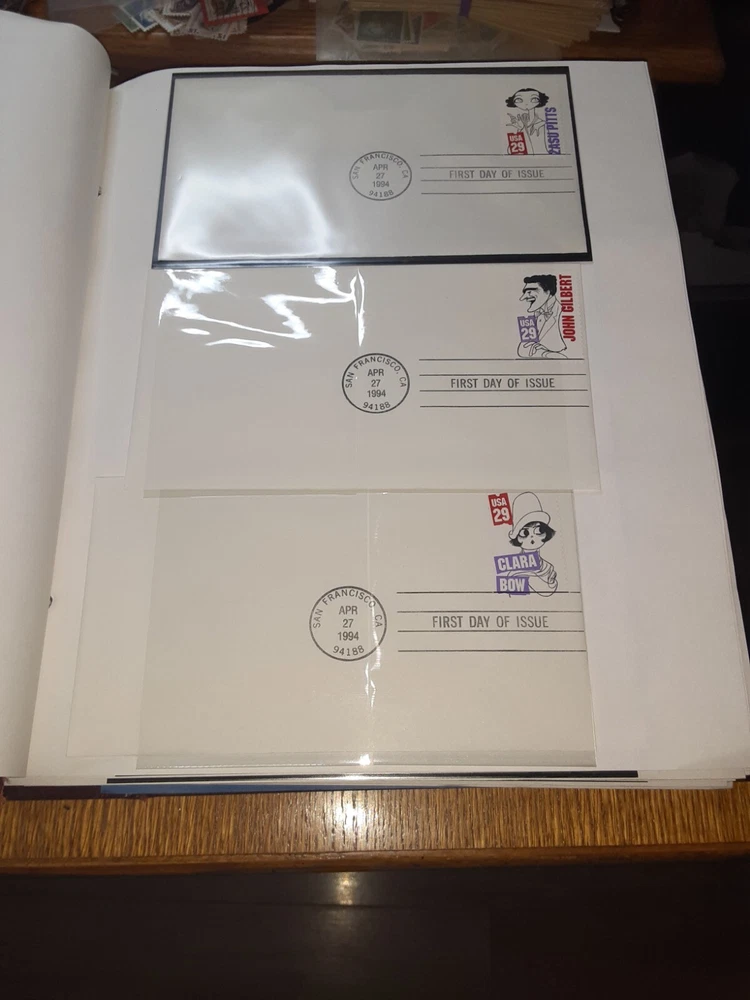 USA
29
ZASU PITTS
SAN FRANCISCO, CA
APR
27
1994
94188
FIRST DAY OF ISSUE
USA
29
JOHN GILBERT
SAN FRANCISCO, CA
APR
27
1994
94188
FIRST DAY OF ISSUE
USA
29
CLARA
BOW
SAN FRANCISCO, CA
APR
27
1994
94188
FIRST DAY OF ISSUE